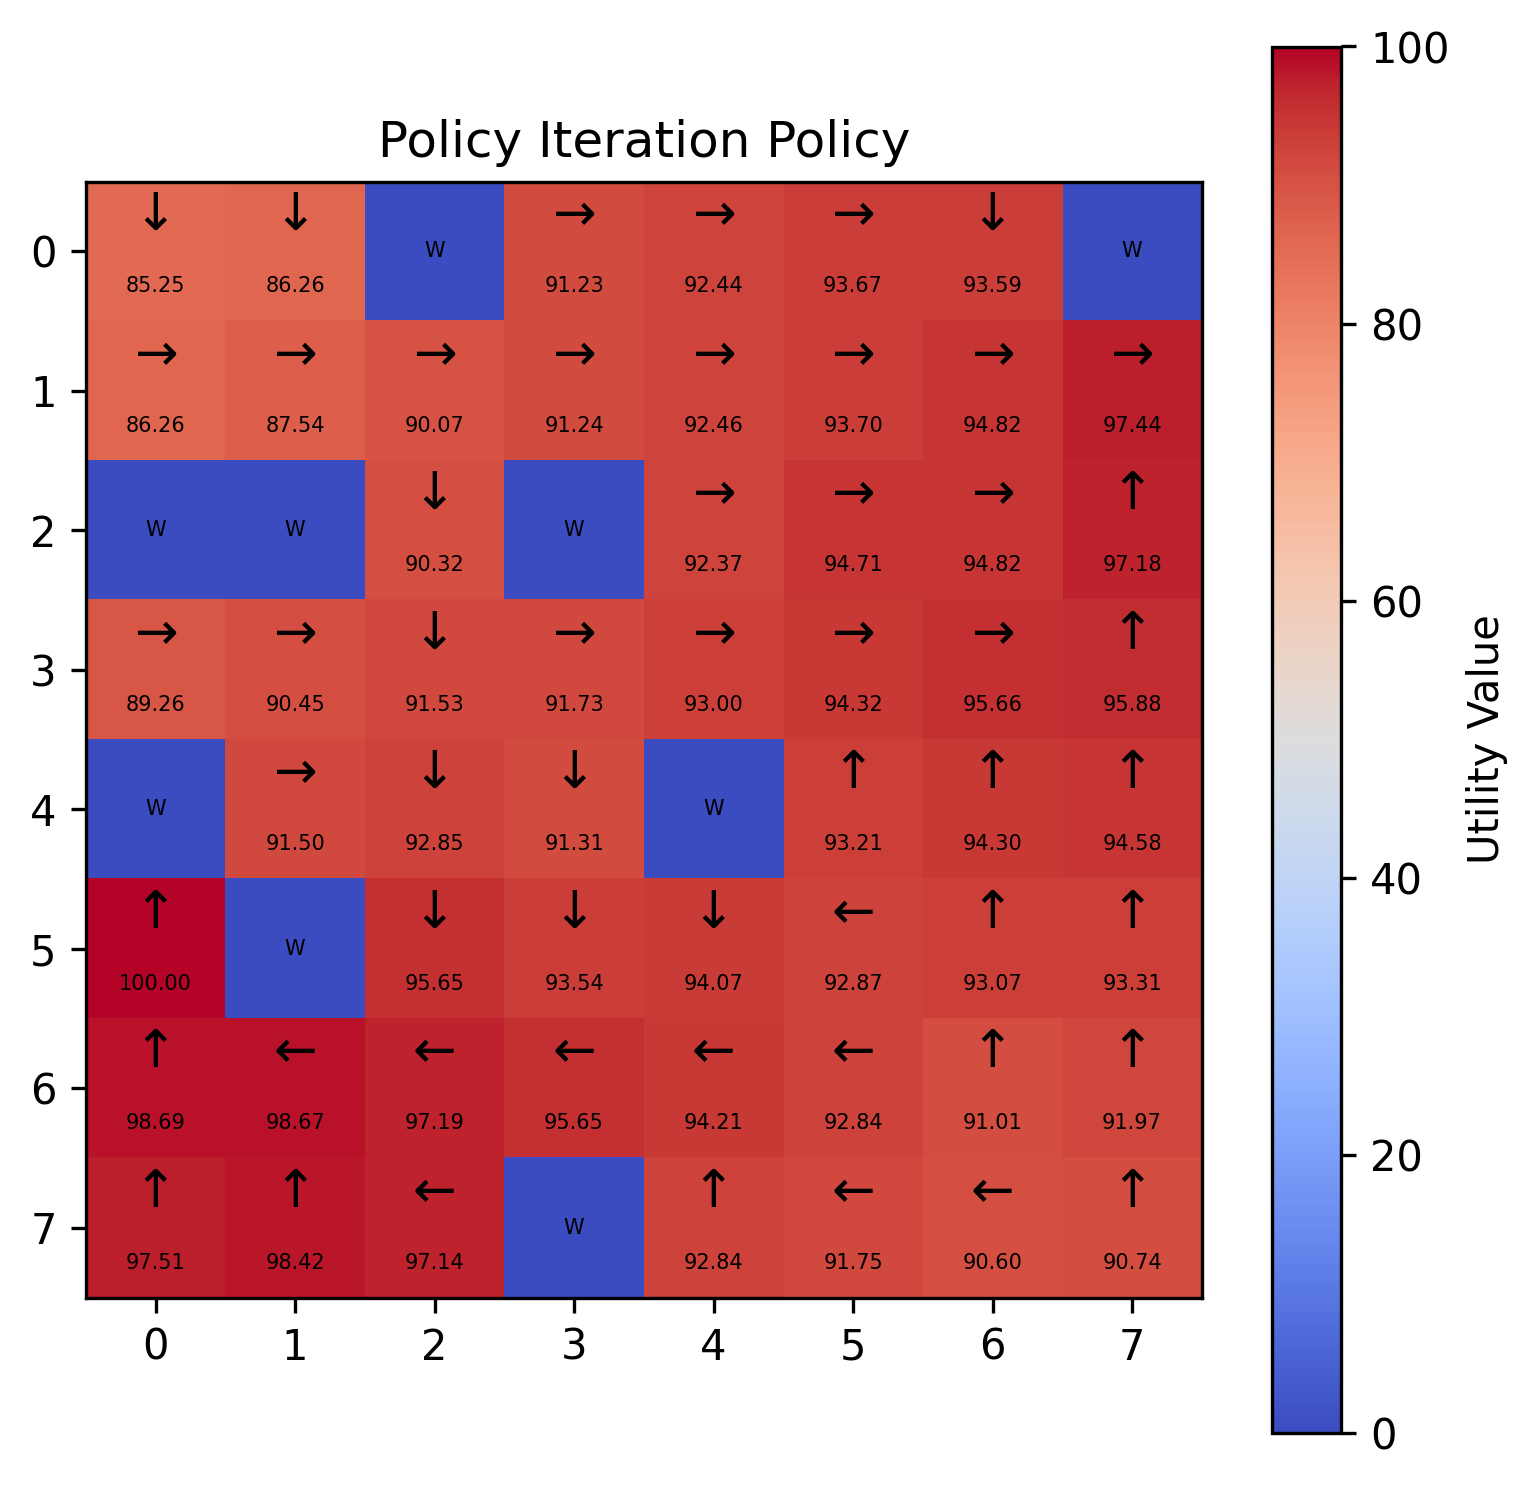 Policy Iteration Policy
↓ ↓ W → → → ↓ W
0 85.25 86.26 91.23 92.44 93.67 93.59
→ → → → → → → →
1 86.26 87.54 90.07 91.24 92.46 93.70 94.82 97.44
W W ↓ W → → → ↑
2 90.32 92.37 94.71 94.82 97.18
→ → ↓ → → → → ↑
3 89.26 90.45 91.53 91.73 93.00 94.32 95.66 95.88
W → ↓ ↓ W ↑ ↑ ↑
4 91.50 92.85 91.31 93.21 94.30 94.58
↑ W ↓ ↓ ↓ ← ↑ ↑
5 100.00 95.65 93.54 94.07 92.87 93.07 93.31
↑ ← ← ← ← ← ↑ ↑
6 98.69 98.67 97.19 95.65 94.21 92.84 91.01 91.97
↑ ↑ ← W ↑ ← ← ↑
7 97.51 98.42 97.14 92.84 91.75 90.60 90.74
0 1 2 3 4 5 6 7
100
80
60
40
20
0
Utility Value